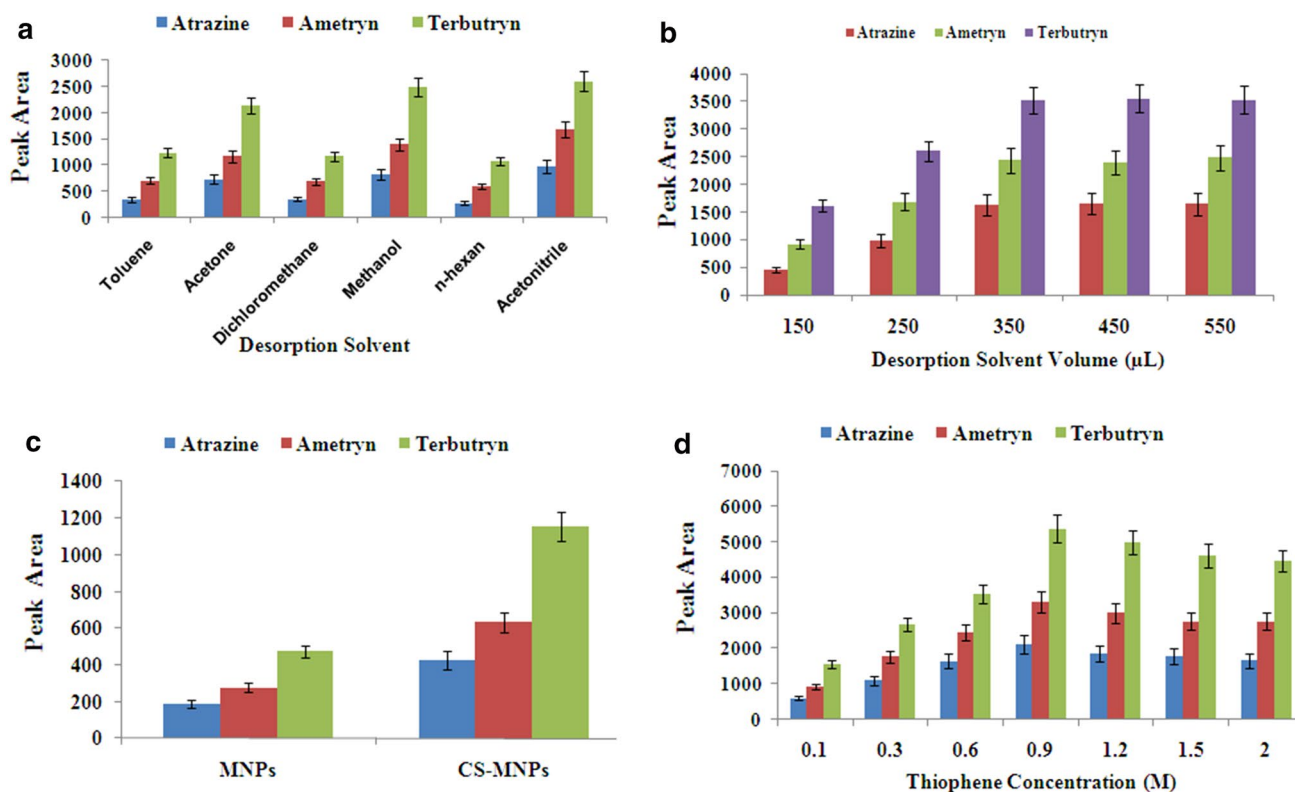 a
Atrazine Ametryn Terbutryn
Peak Area
3000
2500
2000
1500
1000
500
0
Toluene Acetone Dichloromethane Methanol n-hexan Acetonitrile
Desorption Solvent
b
Atrazine Ametryn Terbutryn
Peak Area
4000
3500
3000
2500
2000
1500
1000
500
0
150 250 350 450 550
Desorption Solvent Volume (µL)
c
Atrazine Ametryn Terbutryn
Peak Area
1400
1200
1000
800
600
400
200
0
MNPs CS-MNPs
d
Atrazine Ametryn Terbutryn
Peak Area
7000
6000
5000
4000
3000
2000
1000
0
0.1 0.3 0.6 0.9 1.2 1.5 2
Thiophene Concentration (M)